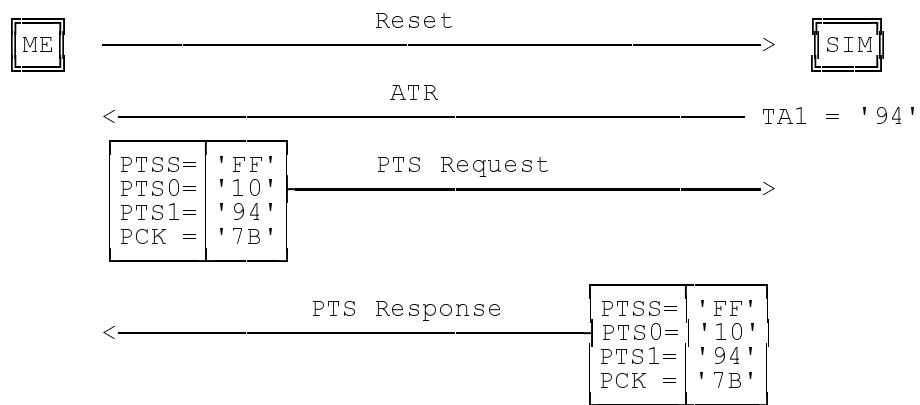 Reset
ME
SIM
ATR
TA1 = '94'
PTSS= 'FF'
PTS Request
PTS0= '10'
PTS1= '94'
PCK = '7B'
PTS Response
PTSS= 'FF'
PTS0= '10'
PTS1= '94'
PCK = '7B'